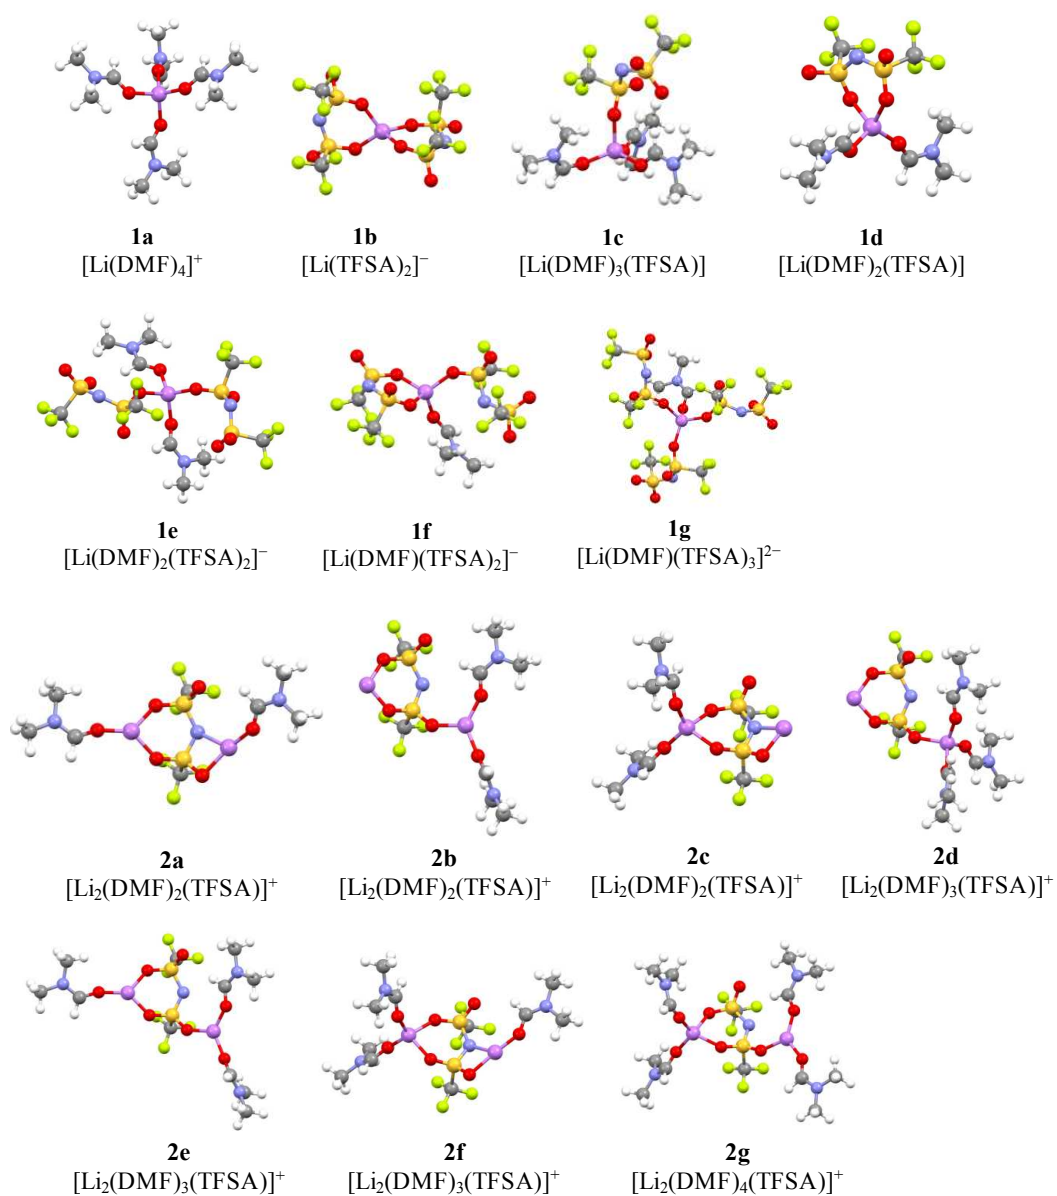 1a 1b 1c 1d
[Li(DMF)₄]⁺ [Li(TFSA)₂]⁻ [Li(DMF)₃(TFSA)] [Li(DMF)₂(TFSA)]
1e 1f 1g
[Li(DMF)₂(TFSA)₂]⁻ [Li(DMF)(TFSA)₂]⁻ [Li(DMF)(TFSA)₃]²⁻
2a 2b 2c 2d
[Li₂(DMF)₂(TFSA)]⁺ [Li₂(DMF)₂(TFSA)]⁺ [Li₂(DMF)₂(TFSA)]⁺ [Li₂(DMF)₃(TFSA)]⁺
2e 2f 2g
[Li₂(DMF)₃(TFSA)]⁺ [Li₂(DMF)₃(TFSA)]⁺ [Li₂(DMF)₄(TFSA)]⁺